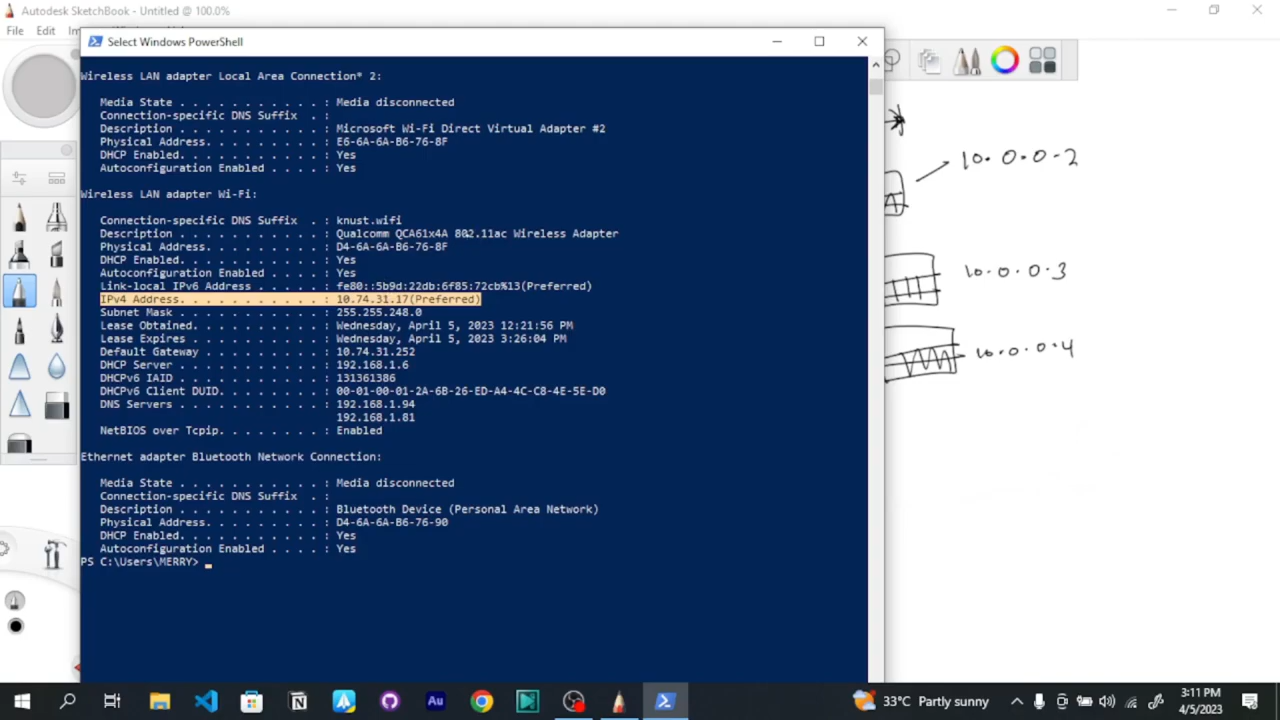 Autodesk SketchBook @ 100.0%
File Edit
Select Windows PowerShell
Wireless LAN adapter Local Area Connection* 2:
Media State . . . . . . . . . . . : Media disconnected
Connection-specific DNS Suffix . :
Description . . . . . . . . . . . : Microsoft Wi-Fi Direct Virtual Adapter #2
Physical Address. . . . . . . . . : E6-6A-6A-B6-76-8F
DHCP Enabled. . . . . . . . . . . : Yes
Autoconfiguration Enabled . . . . : Yes
Wireless LAN adapter Wi-Fi:
Connection-specific DNS Suffix . : knust.wifi
Description . . . . . . . . . . . : Qualcomm QCA61x4A 802.11ac Wireless Adapter
Physical Address. . . . . . . . . : D4-6A-6A-B6-76-8F
DHCP Enabled. . . . . . . . . . . : Yes
Autoconfiguration Enabled . . . . : Yes
Link-local IPv6 Address . . . . . : fe80::5b9d:22db:6f85:72cb%13(Preferred)
IPv4 Address. . . . . . . . . . . : 10.74.31.17(Preferred)
Subnet Mask . . . . . . . . . . . : 255.255.248.0
Lease Obtained. . . . . . . . . . : Wednesday, April 5, 2023 12:21:56 PM
Lease Expires . . . . . . . . . . : Wednesday, April 5, 2023 3:26:04 PM
Default Gateway . . . . . . . . . : 10.74.31.252
DHCP Server . . . . . . . . . . . : 192.168.1.6
DHCPv6 IAID . . . . . . . . . . . : 131361386
DHCPv6 Client DUID. . . . . . . . : 00-01-00-01-2A-6B-26-ED-A4-4C-C8-4E-5E-D0
DNS Servers . . . . . . . . . . . : 192.168.1.94
192.168.1.81
NetBIOS over Tcpip. . . . . . . . : Enabled
Ethernet adapter Bluetooth Network Connection:
Media State . . . . . . . . . . . : Media disconnected
Connection-specific DNS Suffix . :
Description . . . . . . . . . . . : Bluetooth Device (Personal Area Network)
Physical Address. . . . . . . . . : D4-6A-6A-B6-76-90
DHCP Enabled. . . . . . . . . . . : Yes
Autoconfiguration Enabled . . . . : Yes
PS C:\Users\MERRY>
10.0.0.2
10.0.0.3
10.0.0.4
33°C Partly sunny
3:11 PM
4/5/2023